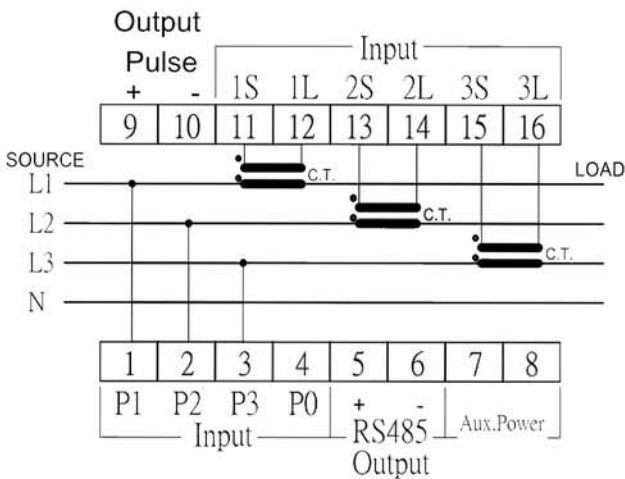 Output
Pulse
Input
+ - 1S 1L 2S 2L 3S 3L
9 10 11 12 13 14 15 16
SOURCE
LOAD
L1
C.T.
L2
C.T.
L3
C.T.
N
1 2 3 4 5 6 7 8
P1 P2 P3 P0 + -
Input
RS485
Output
Aux.Power